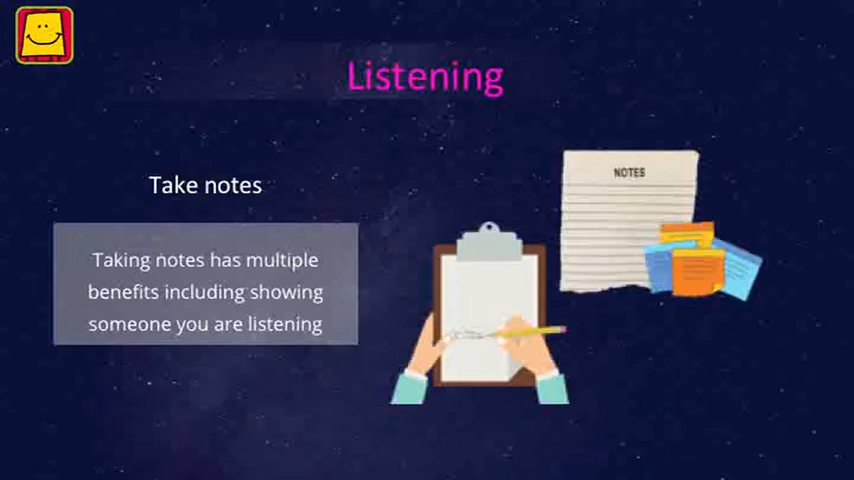 Listening
Take notes
Taking notes has multiple
benefits including showing
someone you are listening
NOTES